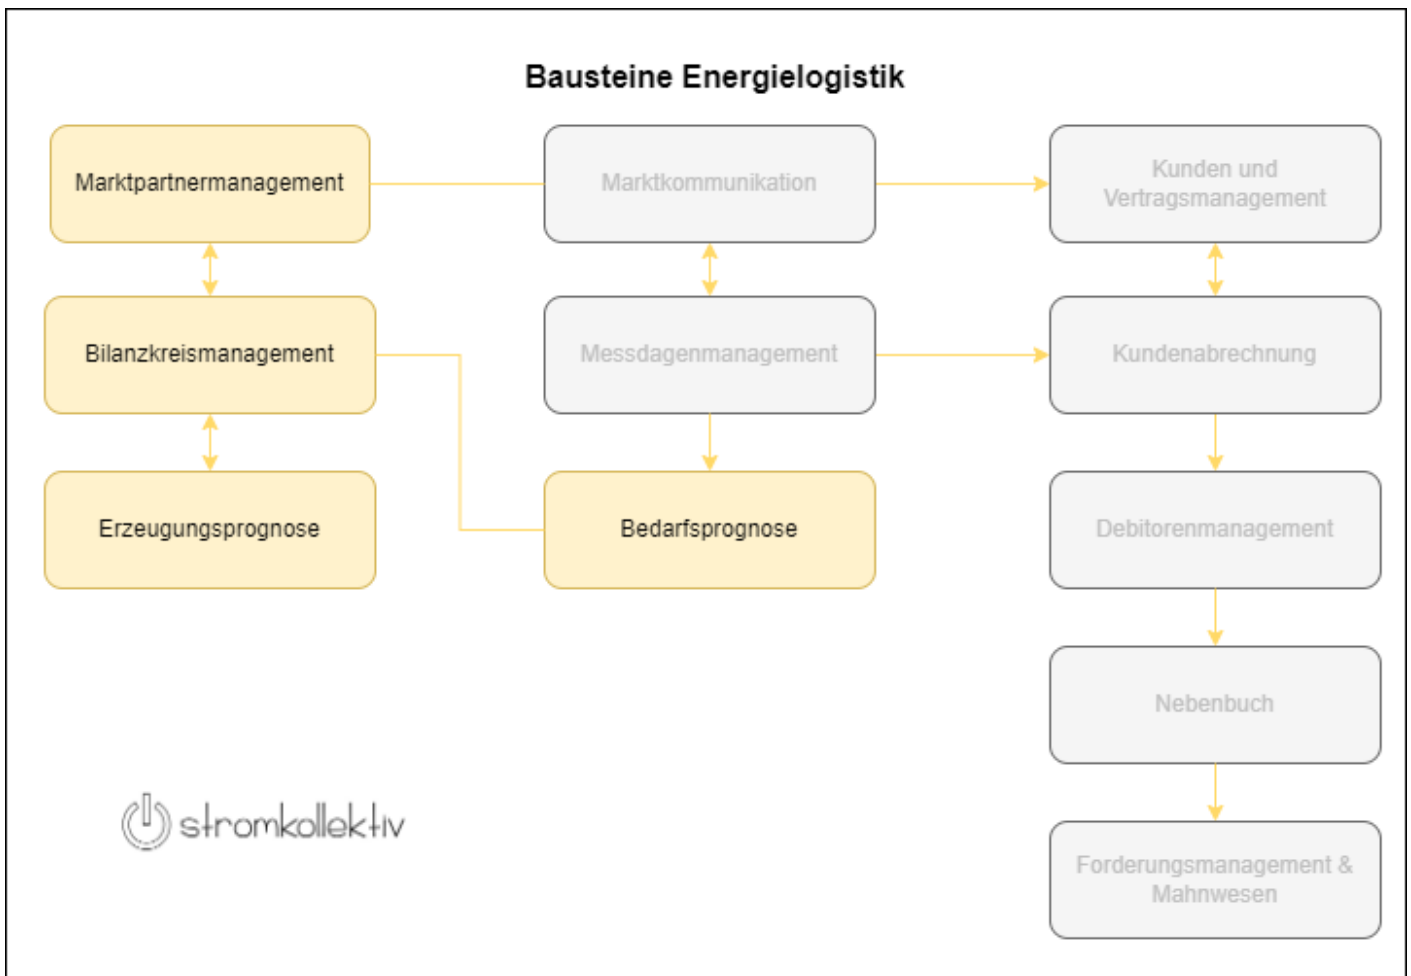 Bausteine Energielogistik
Marktpartnermanagement
Marktkommunikation
Kunden und
Vertragsmanagement
Bilanzkreismanagement
Messdagenmanagement
Kundenabrechnung
Erzeugungsprognose
Bedarfsprognose
Debitorenmanagement
Nebenbuch
stromkollektiv
Forderungsmanagement &
Mahnwesen